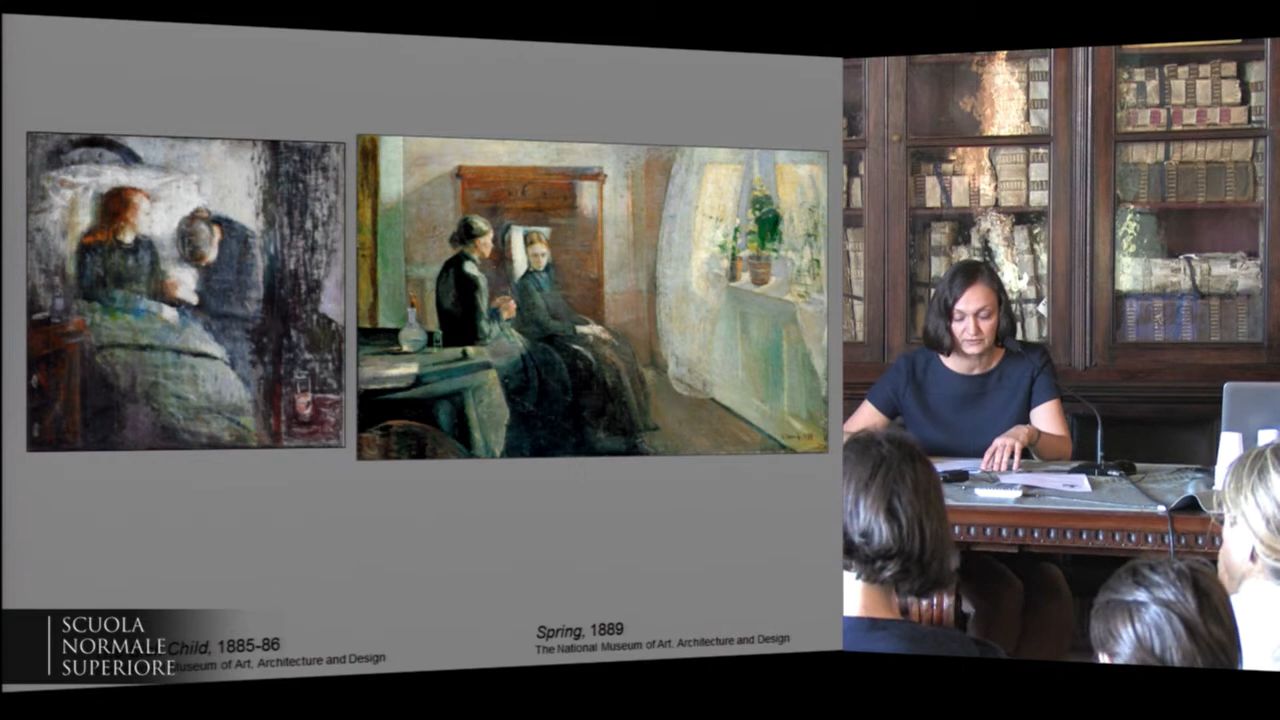 SCUOLA
NORMALE
SUPERIORE
Child, 1885-86
Museum of Art, Architecture and Design
Spring, 1889
The National Museum of Art, Architecture and Design